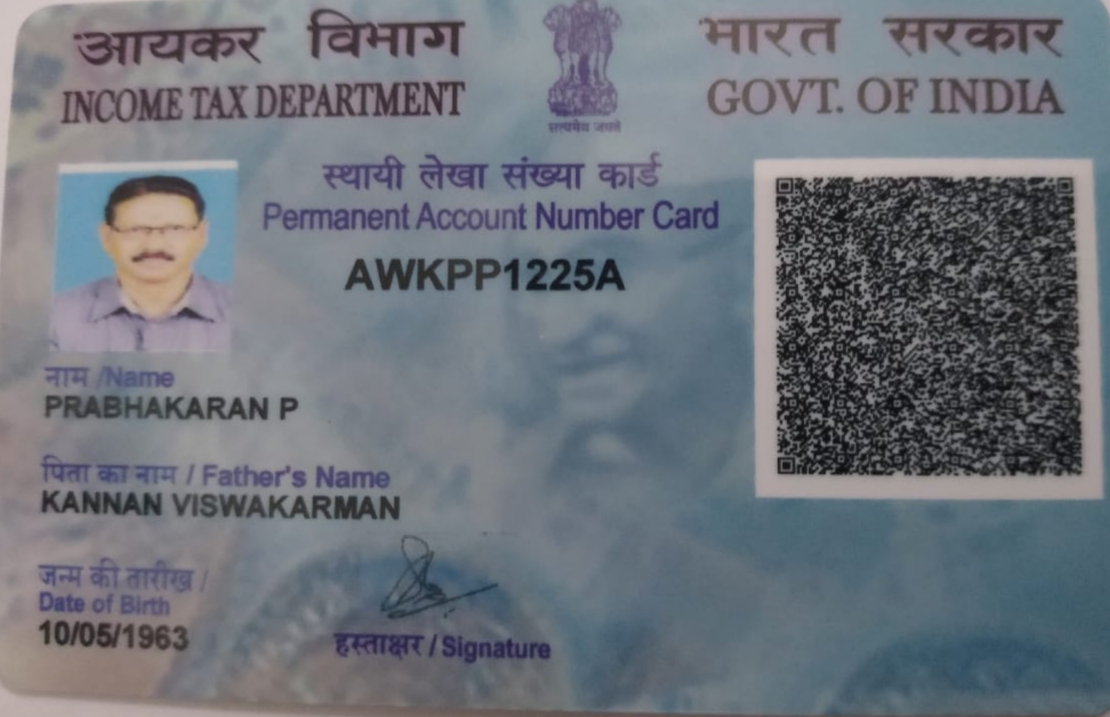 आयकर विभाग
INCOME TAX DEPARTMENT
सत्यमेव जयते
भारत सरकार
GOVT. OF INDIA
स्थायी लेखा संख्या कार्ड
Permanent Account Number Card
AWKPP1225A
नाम /Name
PRABHAKARAN P
पिता का नाम / Father's Name
KANNAN VISWAKARMAN
जन्म की तारीख /
Date of Birth
10/05/1963
हस्ताक्षर / Signature